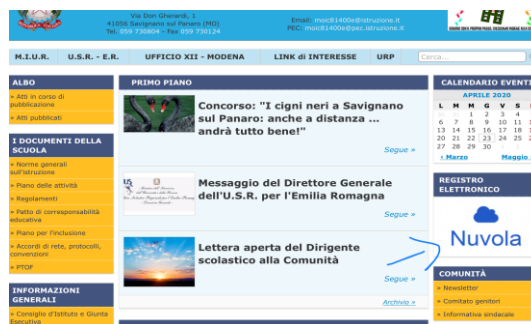 Via Don Gherardi, 1
41056 Savignano sul Panaro (MO)
Tel. 059 730804 - Fax 059 730124
Email: moic81400e@istruzione.it
PEC: moic81400e@pec.istruzione.it
M.I.U.R.
U.S.R. - E.R.
UFFICIO XII - MODENA
LINK di INTERESSE
URP
Cerca...
ALBO
» Atti in corso di
pubblicazione
» Atti pubblicati
I DOCUMENTI DELLA
SCUOLA
» Norme generali
sull'istruzione
» Piano delle attività
» Regolamenti
» Patto di corresponsabilità
educativa
» Piano per l'inclusione
» Accordi di rete, protocolli,
convenzioni
» PTOF
INFORMAZIONI
GENERALI
» Consiglio d'Istituto e Giunta
Esecutiva
PRIMO PIANO
Concorso: "I cigni neri a Savignano
sul Panaro: anche a distanza ...
andrà tutto bene!"
Segue »
Messaggio del Direttore Generale
dell'U.S.R. per l'Emilia Romagna
Segue »
Lettera aperta del Dirigente
scolastico alla Comunità
Segue »
Archivio »
CALENDARIO EVENTI
APRILE 2020
L M M G V S
1 2 3 4
6 7 8 9 10 11
13 14 15 16 17 18
20 21 22 23 24 25
27 28 29 30
« Marzo
Maggio
REGISTRO
ELETTRONICO
Nuvola
COMUNITÀ
» Newsletter
» Comitato genitori
» Informativa sindacale